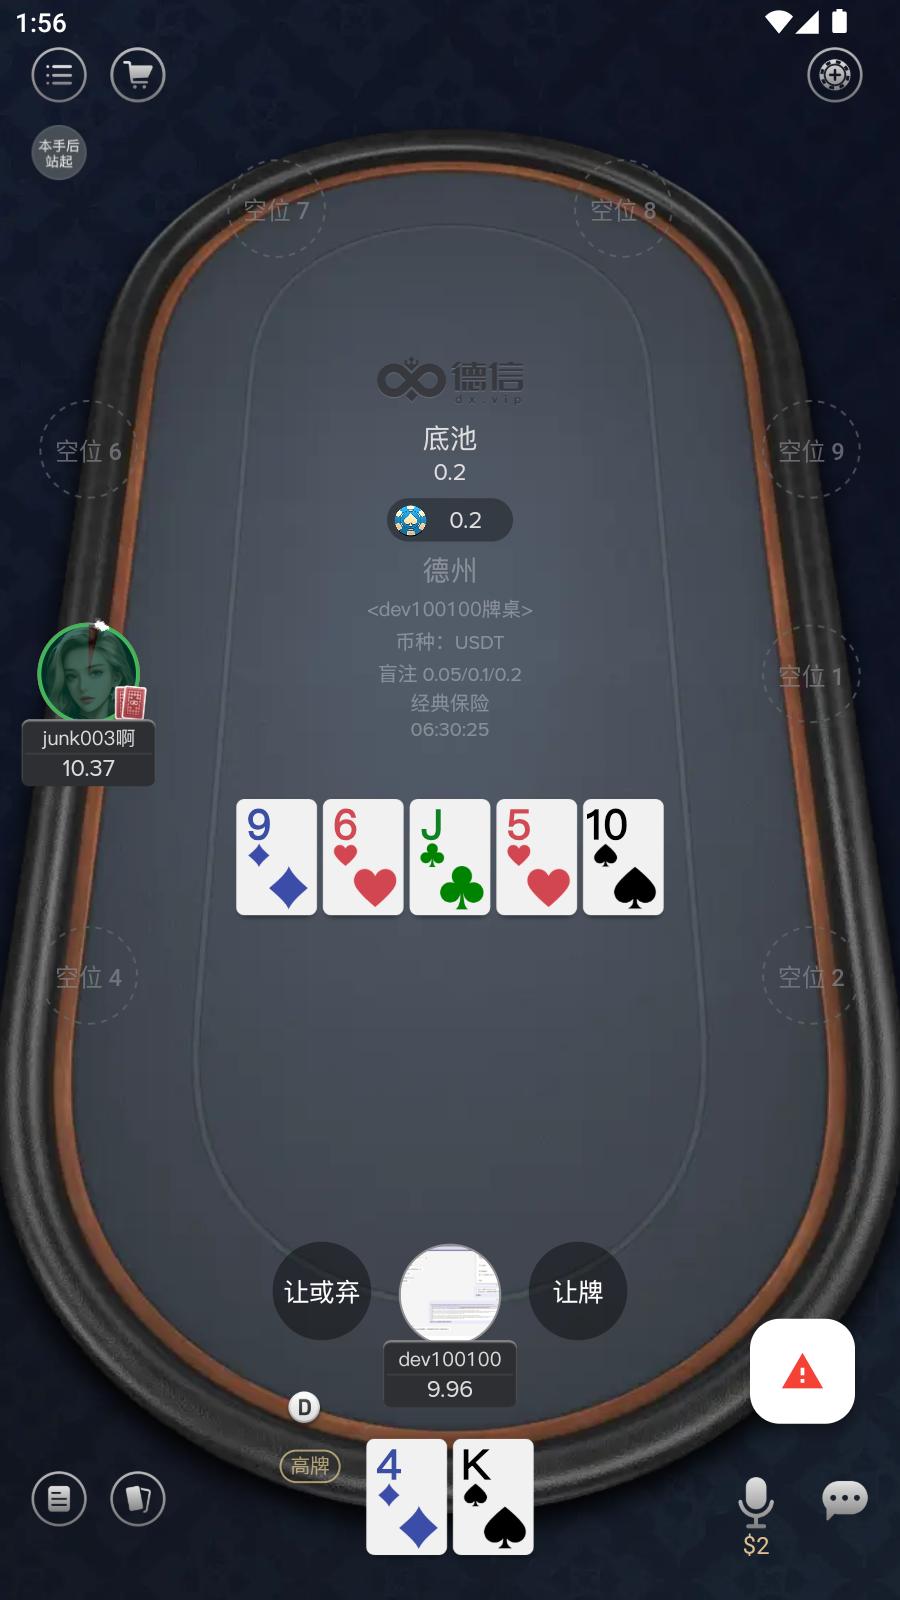 1:56
本手后
站起
空位 7
空位 8
德信
dx.vip
底池
0.2
0.2
空位 6
空位 9
德州
<dev100100牌桌>
币种：USDT
盲注 0.05/0.1/0.2
经典保险
06:30:25
空位 1
junk003啊
10.37
9
6
J
5
10
空位 4
空位 2
让或弃
让牌
dev100100
9.96
D
高牌
4
K
$2